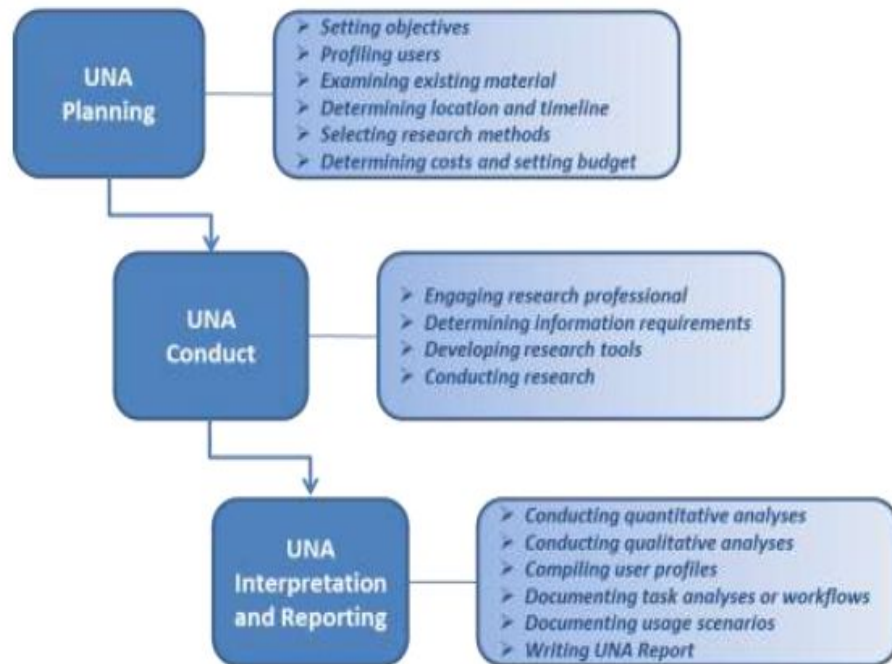 UNA
Planning
➢ Setting objectives
➢ Profiling users
➢ Examining existing material
➢ Determining location and timeline
➢ Selecting research methods
➢ Determining costs and setting budget
UNA
Conduct
➢ Engaging research professional
➢ Determining information requirements
➢ Developing research tools
➢ Conducting research
UNA
Interpretation
and Reporting
➢ Conducting quantitative analyses
➢ Conducting qualitative analyses
➢ Compiling user profiles
➢ Documenting task analyses or workflows
➢ Documenting usage scenarios
➢ Writing UNA Report